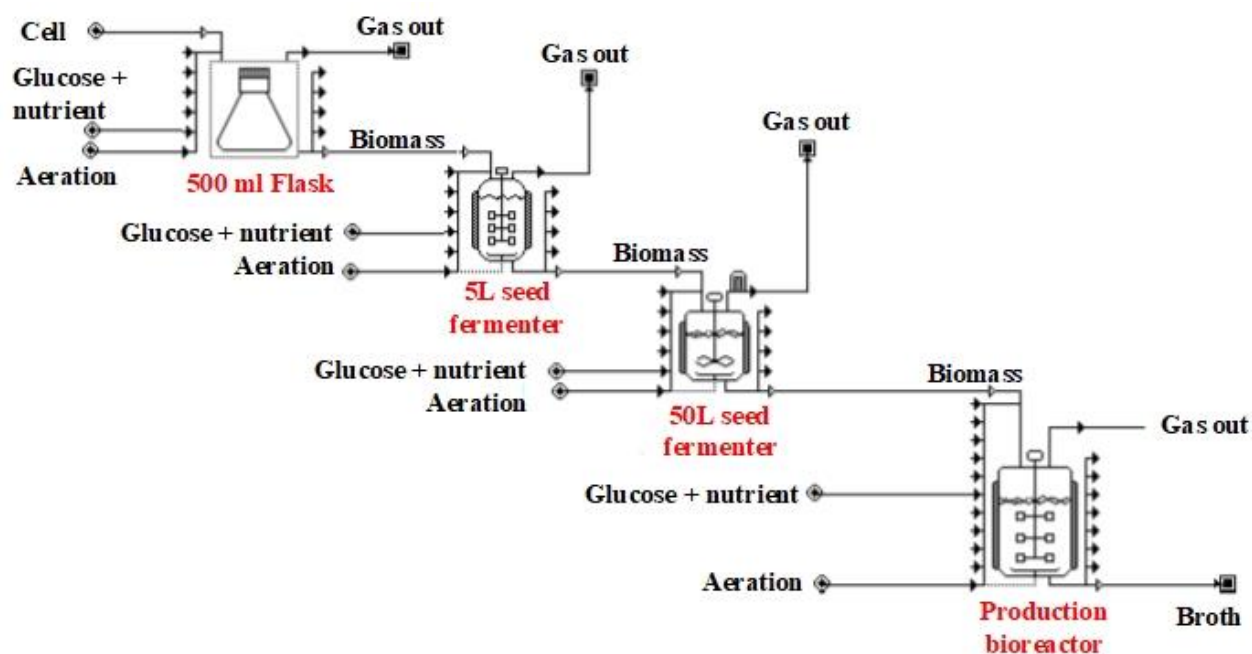 Cell
Gas out
Glucose +
nutrient
Aeration
500 ml Flask
Biomass
Gas out
Glucose + nutrient
Aeration
5L seed
fermenter
Biomass
Gas out
Glucose + nutrient
Aeration
50L seed
fermenter
Biomass
Gas out
Glucose + nutrient
Aeration
Production
bioreactor
Broth